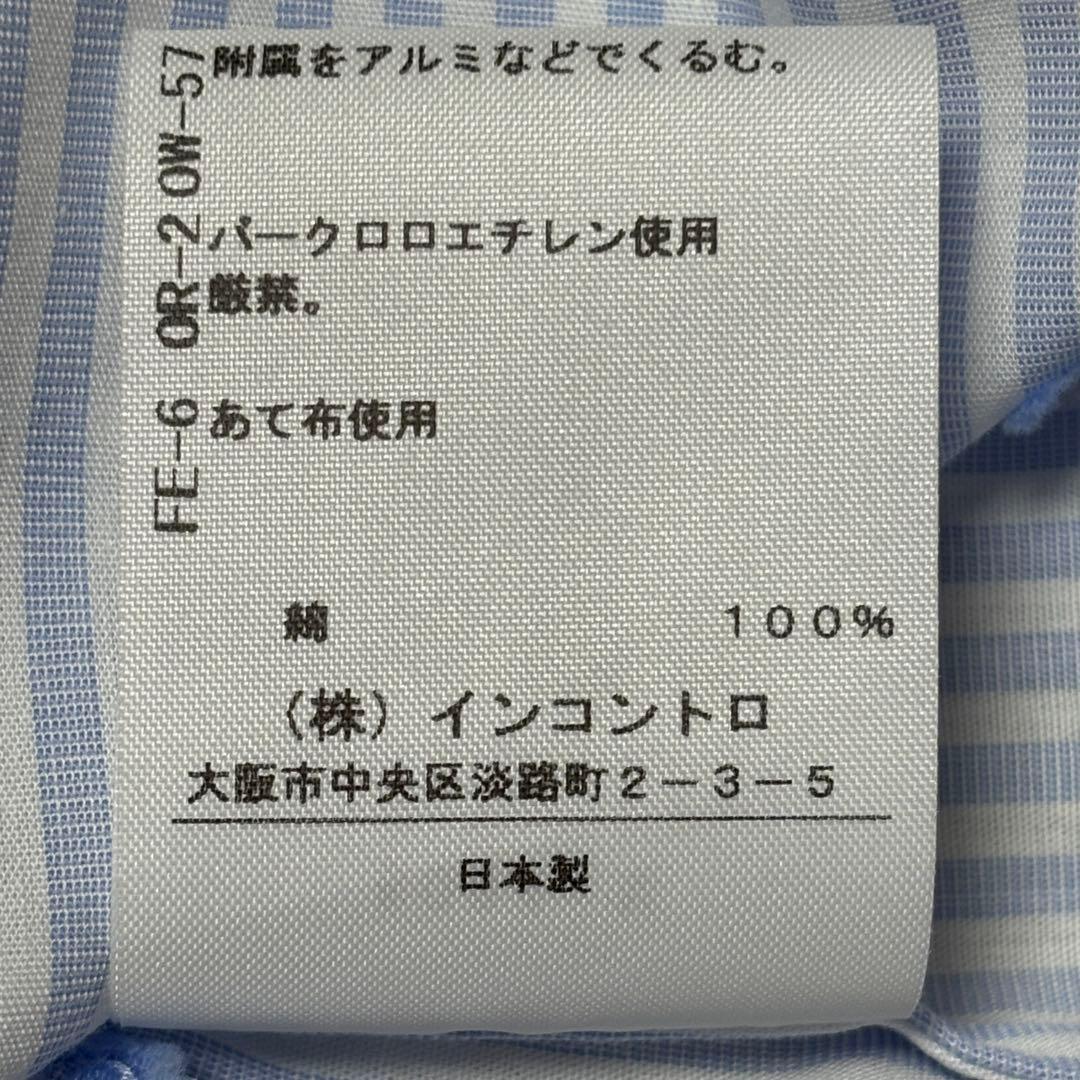 附属をアルミなどでくるむ。
パークロロエチレン使用
厳禁。
あて布使用
FE-6 OR-2 OW-57
綿 100%
(株) インコントロ
大阪市中央区淡路町2-3-5
日本製